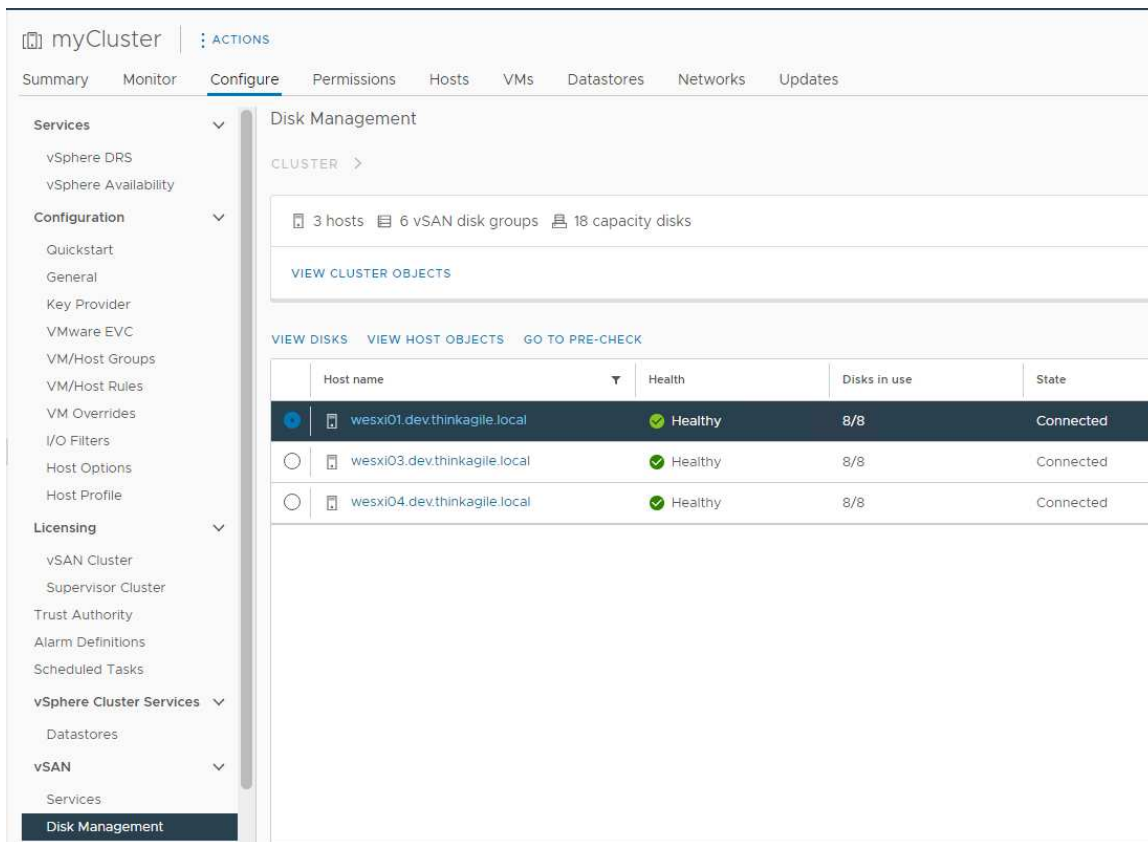 myCluster ACTIONS
Summary Monitor Configure Permissions Hosts VMs Datastores Networks Updates
Services
vSphere DRS
vSphere Availability
Configuration
Quickstart
General
Key Provider
VMware EVC
VM/Host Groups
VM/Host Rules
VM Overrides
I/O Filters
Host Options
Host Profile
Licensing
vSAN Cluster
Supervisor Cluster
Trust Authority
Alarm Definitions
Scheduled Tasks
vSphere Cluster Services
Datastores
vSAN
Services
Disk Management
Disk Management
CLUSTER >
3 hosts 6 vSAN disk groups 18 capacity disks
VIEW CLUSTER OBJECTS
VIEW DISKS VIEW HOST OBJECTS GO TO PRE-CHECK
Host name Health Disks in use State
wesxi01.dev.thinkagile.local Healthy 8/8 Connected
wesxi03.dev.thinkagile.local Healthy 8/8 Connected
wesxi04.dev.thinkagile.local Healthy 8/8 Connected